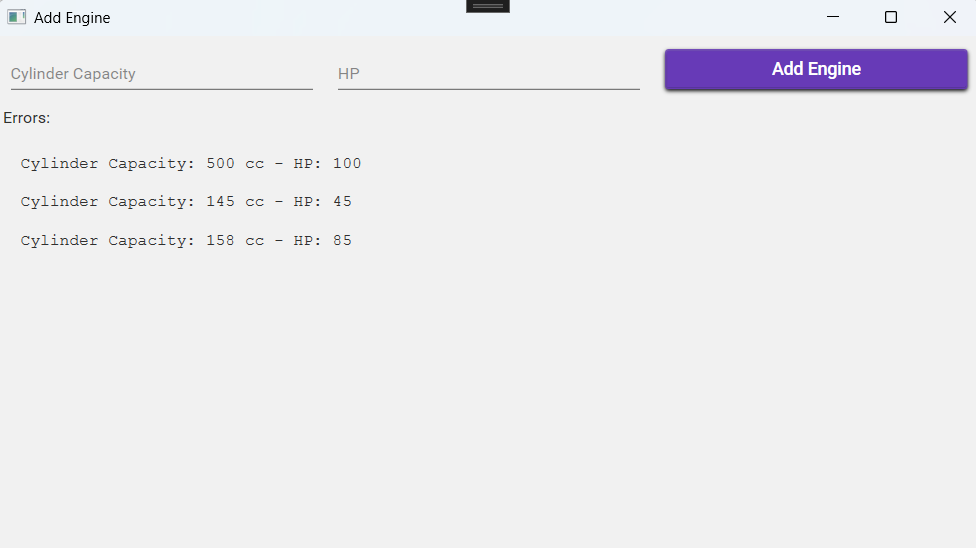 Add Engine
Cylinder Capacity
HP
Add Engine
Errors:
Cylinder Capacity: 500 cc - HP: 100
Cylinder Capacity: 145 cc - HP: 45
Cylinder Capacity: 158 cc - HP: 85